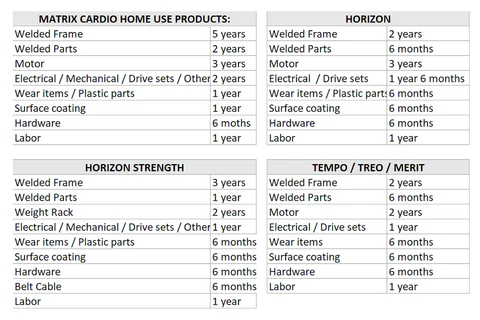 MATRIX CARDIO HOME USE PRODUCTS:
Welded Frame 5 years
Welded Parts 2 years
Motor 3 years
Electrical / Mechanical / Drive sets / Other 2 years
Wear items / Plastic parts 1 year
Surface coating 1 year
Hardware 6 moths
Labor 1 year
HORIZON
Welded Frame 2 years
Welded Parts 6 months
Motor 3 years
Electrical / Drive sets 1 year 6 months
Wear items / Plastic parts 6 months
Surface coating 6 months
Hardware 6 months
Labor 1 year
HORIZON STRENGTH
Welded Frame 3 years
Welded Parts 1 year
Weight Rack 2 years
Electrical / Mechanical / Drive sets / Other 1 year
Wear items / Plastic parts 6 months
Surface coating 6 months
Hardware 6 months
Belt Cable 6 months
Labor 1 year
TEMPO / TREO / MERIT
Welded Frame 2 years
Welded Parts 6 months
Motor 2 years
Electrical / Drive sets 1 year
Wear items 6 months
Surface coating 6 months
Hardware 6 months
Labor 1 year